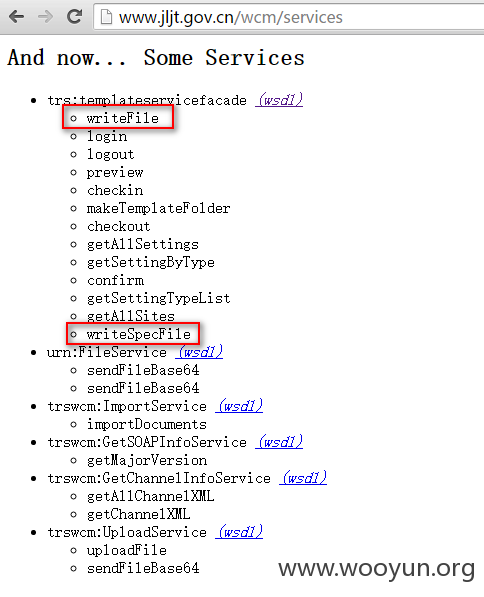 www.jljt.gov.cn/wcm/services
And now... Some Services
trs:templateservicefacade (wsdl)
writeFile
login
logout
preview
checkin
makeTemplateFolder
checkout
getAllSettings
getSettingByType
confirm
getSettingTypeList
getAllSites
writeSpecFile
urn:FileService (wsdl)
sendFileBase64
sendFileBase64
trswcm:ImportService (wsdl)
importDocuments
trswcm:GetSOAPInfoService (wsdl)
getMajorVersion
trswcm:GetChannelInfoService (wsdl)
getAllChannelXML
getChannelXML
trswcm:UploadService (wsdl)
uploadFile
sendFileBase64
www.wooyun.org